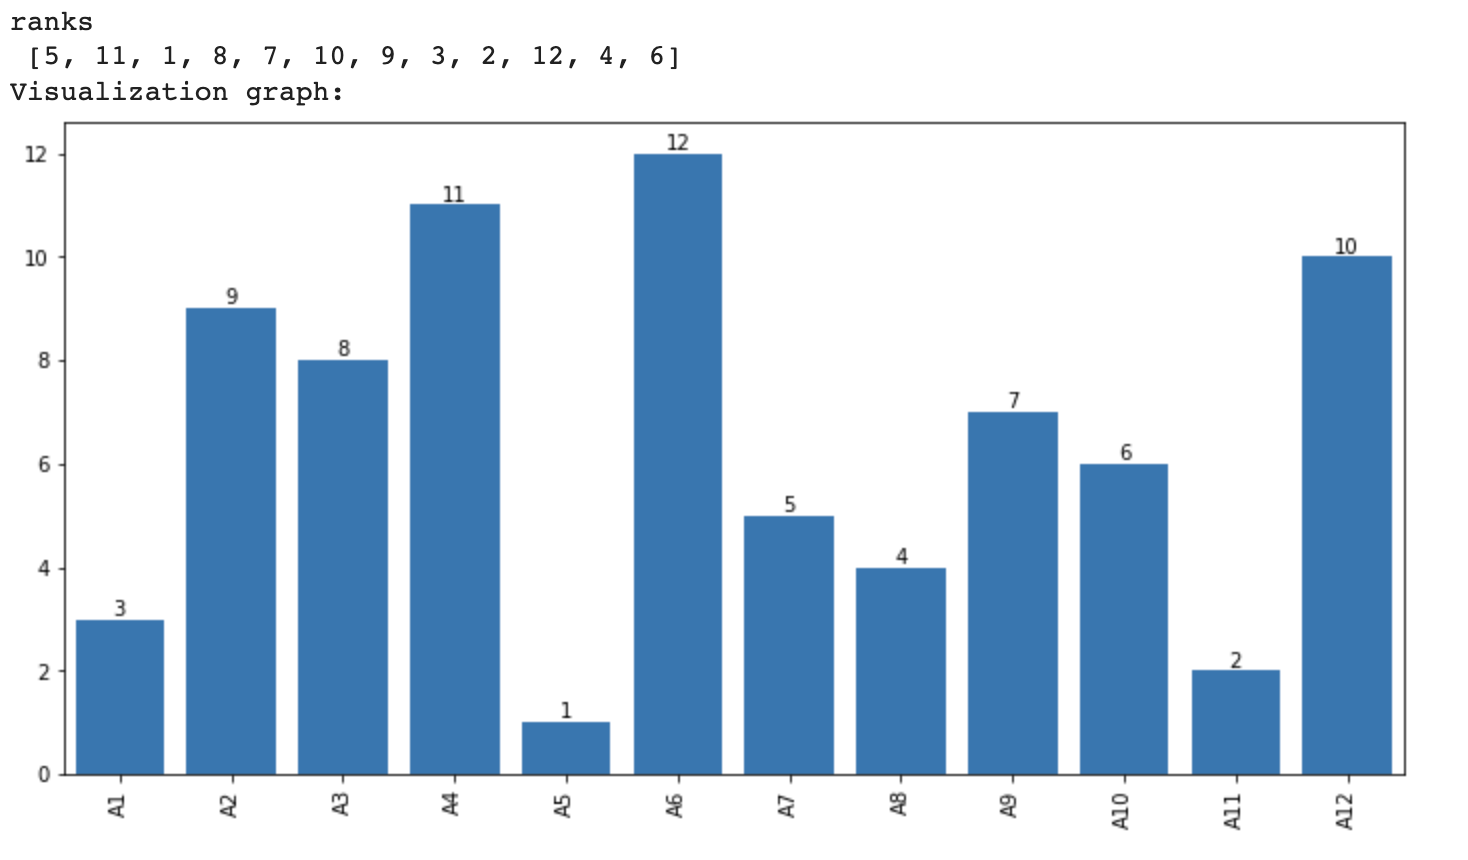 ranks
[5, 11, 1, 8, 7, 10, 9, 3, 2, 12, 4, 6]
Visualization graph:
12
10
8
6
4
2
0
3
9
8
11
1
12
5
4
7
6
2
10
A1
A2
A3
A4
A5
A6
A7
A8
A9
A10
A11
A12